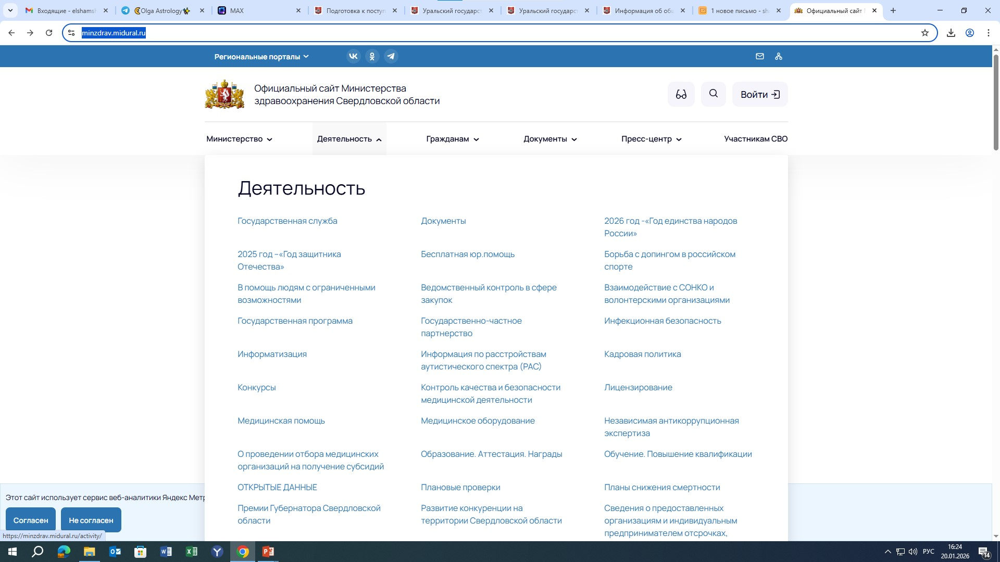 Входящие - elshams
Olga Astrology
MAX
Подготовка к поступ
Уральский государст
Уральский государст
Информация об об
1 новое письмо - sh
Официальный сайт
minzdrav.midural.ru
Региональные порталы
Официальный сайт Министерства
здравоохранения Свердловской области
Войти
Министерство
Деятельность
Гражданам
Документы
Пресс-центр
Участникам СВО
Деятельность
Государственная служба
Документы
2026 год -«Год единства народов
России»
2025 год –«Год защитника
Отечества»
Бесплатная юр.помощь
Борьба с допингом в российском
спорте
В помощь людям с ограниченными
возможностями
Ведомственный контроль в сфере
закупок
Взаимодействие с СОНКО и
волонтерскими организациями
Государственная программа
Государственно-частное
партнерство
Инфекционная безопасность
Информатизация
Информация по расстройствам
аутистического спектра (РАС)
Кадровая политика
Конкурсы
Контроль качества и безопасности
медицинской деятельности
Лицензирование
Медицинская помощь
Медицинское оборудование
Независимая антикоррупционная
экспертиза
О проведении отбора медицинских
организаций на получение субсидий
Образование. Аттестация. Награды
Обучение. Повышение квалификации
ОТКРЫТЫЕ ДАННЫЕ
Плановые проверки
Планы снижения смертности
Премии Губернатора Свердловской
области
Развитие конкуренции на
территории Свердловской области
Сведения о предоставленных
организациям и индивидуальным
предпринимателем отсрочках,
Этот сайт использует сервис веб-аналитики Яндекс Метр
Согласен
Не согласен
https://minzdrav.midural.ru/activity/
РУС
16:24
20.01.2026
14